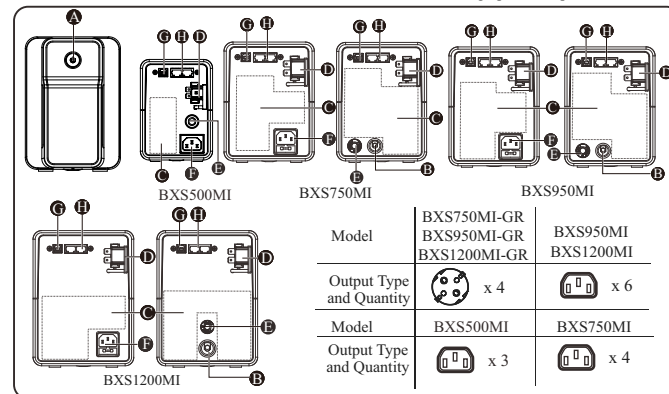 A
G H D
C F E
BXS500MI
G H D C F
G H D C E B
BXS750MI
G H D C F
G H D E B
BXS950MI
G H D C F
G H D E B
BXS1200MI
Model
BXS750MI-GR
BXS950MI-GR
BXS1200MI-GR
BXS950MI
BXS1200MI
Output Type
and Quantity
x 4
x 6
Model
BXS500MI
BXS750MI
Output Type
and Quantity
x 3
x 4